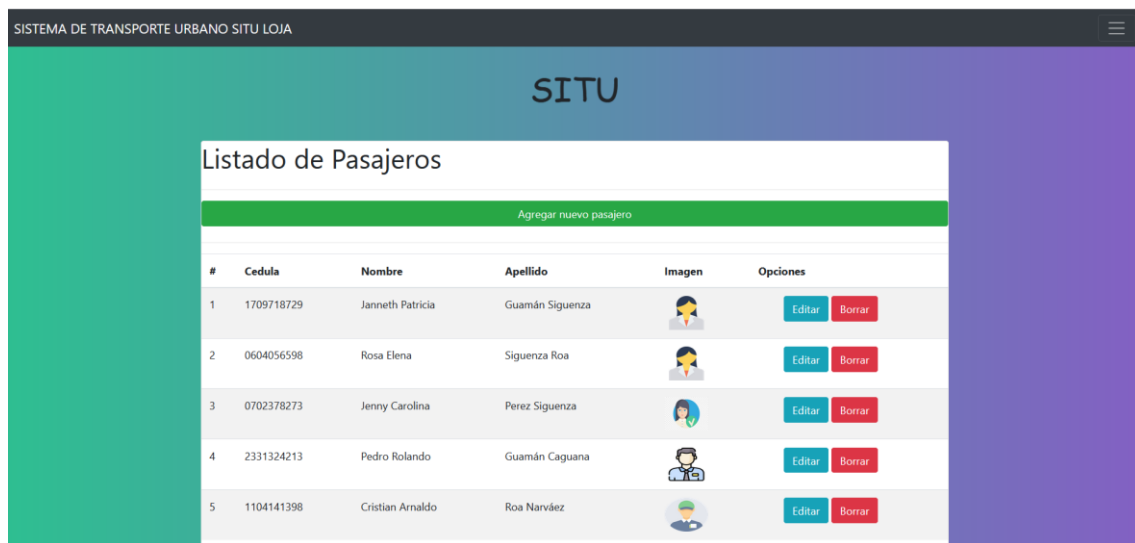 SISTEMA DE TRANSPORTE URBANO SITU LOJA
SITU
Listado de Pasajeros
Agregar nuevo pasajero
# Cedula Nombre Apellido Imagen Opciones
1 1709718729 Janneth Patricia Guamán Siguenza Editar Borrar
2 0604056598 Rosa Elena Siguenza Roa Editar Borrar
3 0702378273 Jenny Carolina Perez Siguenza Editar Borrar
4 2331324213 Pedro Rolando Guamán Caguana Editar Borrar
5 1104141398 Cristian Arnaldo Roa Narváez Editar Borrar